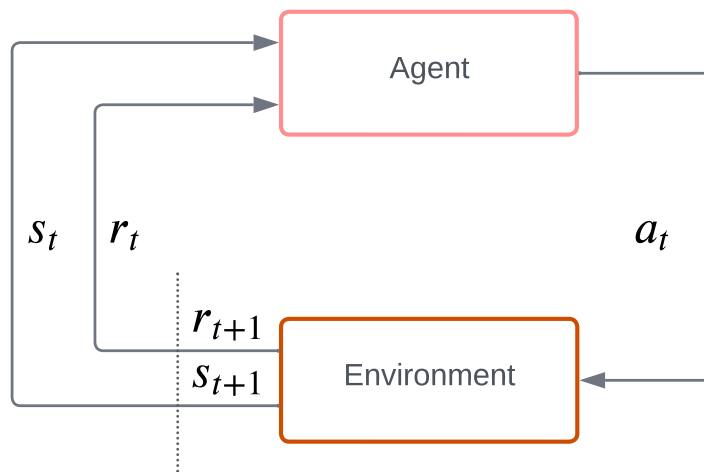 Agent
s_t
r_t
a_t
r_{t+1}
s_{t+1}
Environment